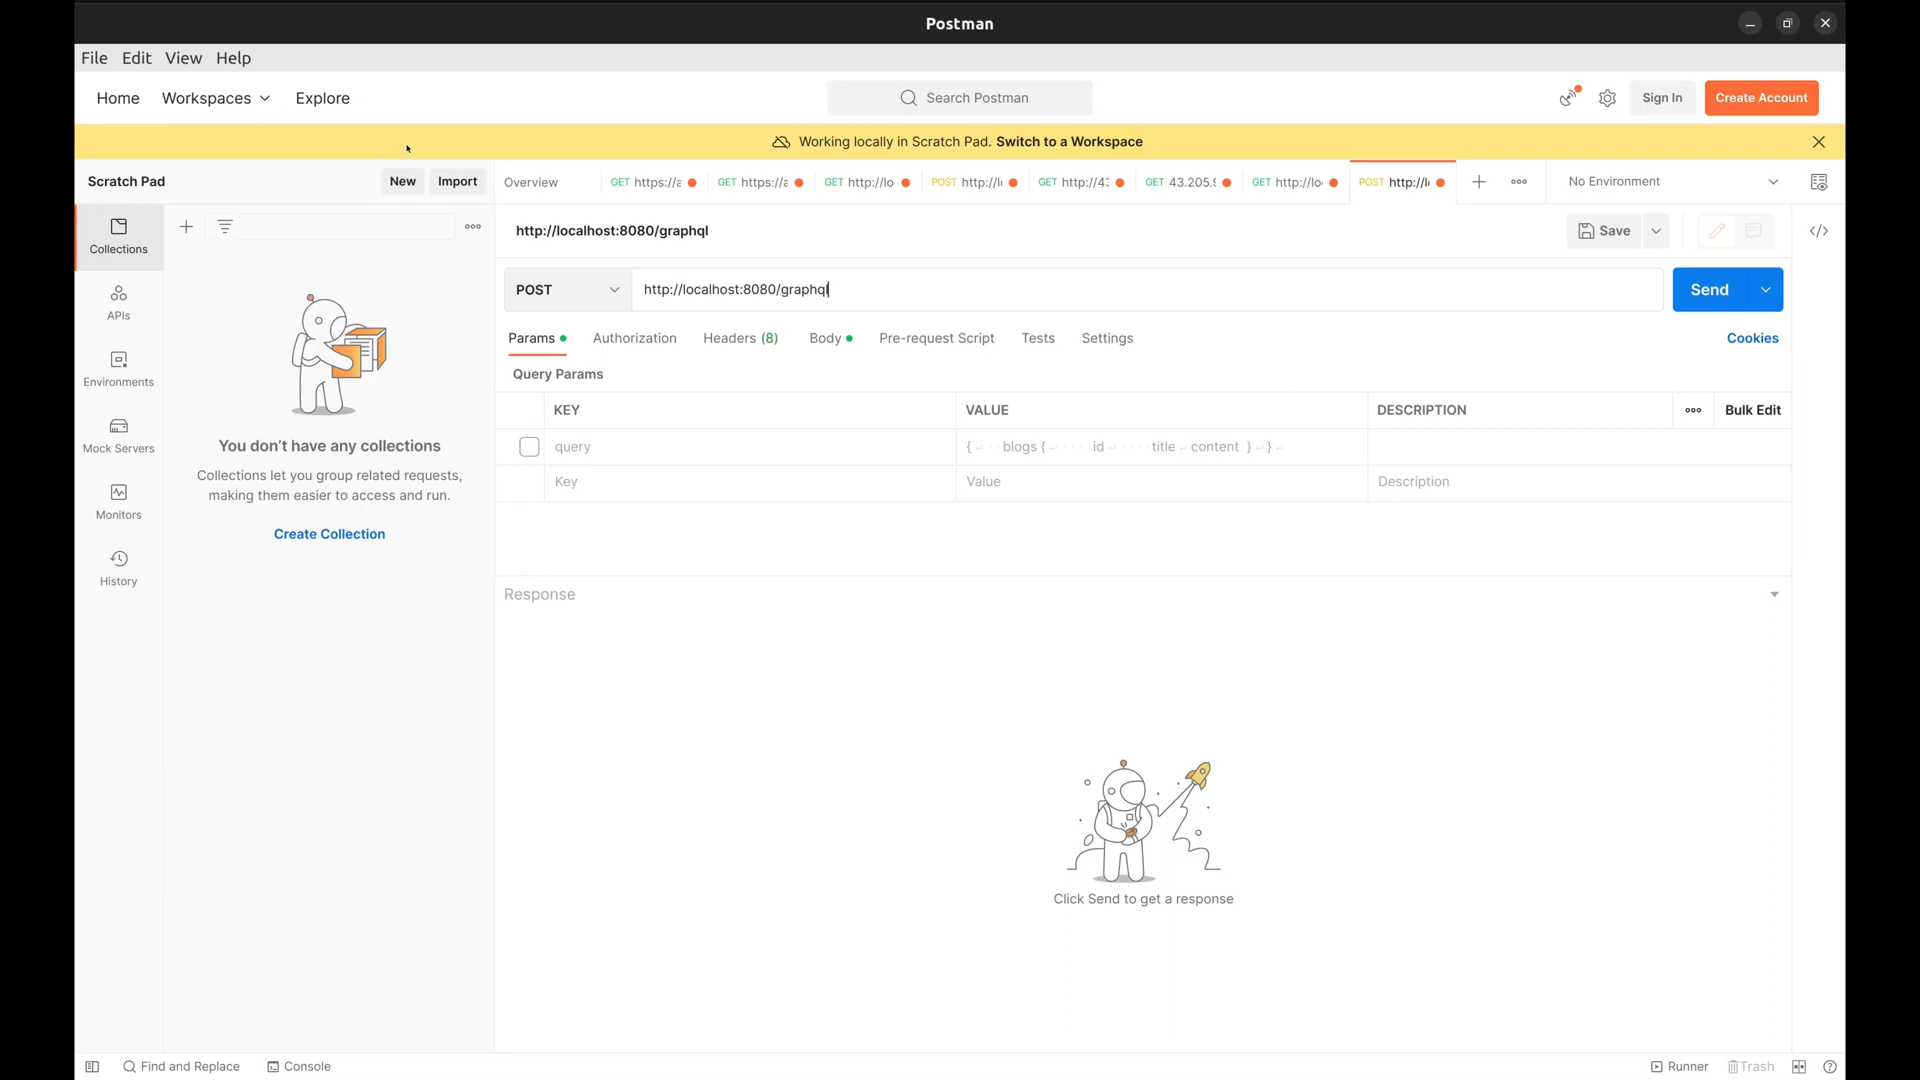 Postman
File Edit View Help
Home Workspaces Explore
Search Postman
Sign In
Create Account
Working locally in Scratch Pad. Switch to a Workspace
Scratch Pad
New
Import
Overview
GET https://a
GET https://a
GET http://lo
POST http://l
GET http://43
GET 43.205.9
GET http://lo
POST http://l
No Environment
Collections
APIs
Environments
Mock Servers
Monitors
History
You don't have any collections
Collections let you group related requests,
making them easier to access and run.
Create Collection
http://localhost:8080/graphql
Save
POST
http://localhost:8080/graphql
Send
Params
Authorization
Headers (8)
Body
Pre-request Script
Tests
Settings
Cookies
Query Params
KEY VALUE DESCRIPTION Bulk Edit
query { ↵ · · blogs { ↵ · · · · id ↵ · · · · title ↵ content } ↵ } ↵
Key Value Description
Response
Click Send to get a response
Find and Replace
Console
Runner
Trash